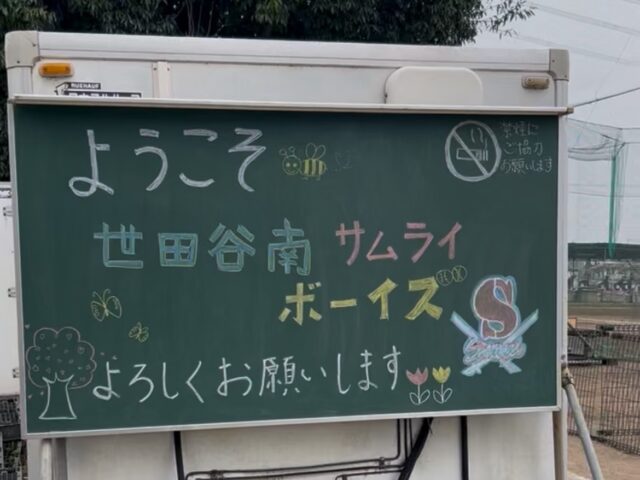 ようこそ
禁煙に
ご協力
お願いします
世田谷南 サムライ
ボーイズ
よろしくお願いします
S